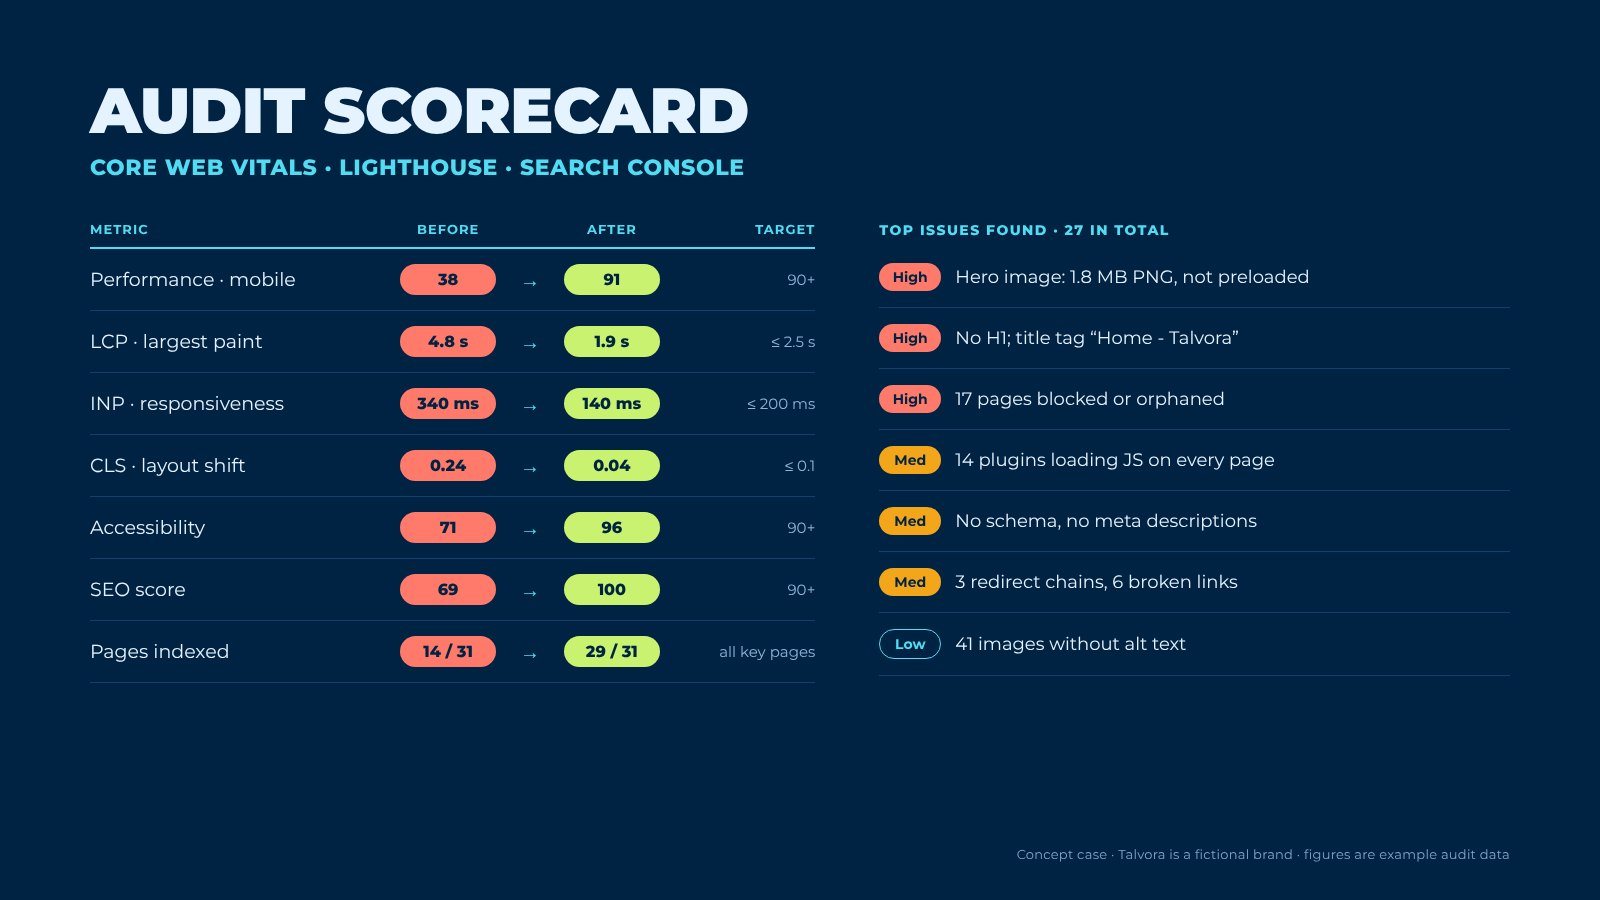 AUDIT SCORECARD
CORE WEB VITALS · LIGHTHOUSE · SEARCH CONSOLE
METRIC BEFORE AFTER TARGET
Performance · mobile 38 → 91 90+
LCP · largest paint 4.8 s → 1.9 s ≤ 2.5 s
INP · responsiveness 340 ms → 140 ms ≤ 200 ms
CLS · layout shift 0.24 → 0.04 ≤ 0.1
Accessibility 71 → 96 90+
SEO score 69 → 100 90+
Pages indexed 14 / 31 → 29 / 31 all key pages
TOP ISSUES FOUND · 27 IN TOTAL
High Hero image: 1.8 MB PNG, not preloaded
High No H1; title tag “Home - Talvora”
High 17 pages blocked or orphaned
Med 14 plugins loading JS on every page
Med No schema, no meta descriptions
Med 3 redirect chains, 6 broken links
Low 41 images without alt text
Concept case · Talvora is a fictional brand · figures are example audit data